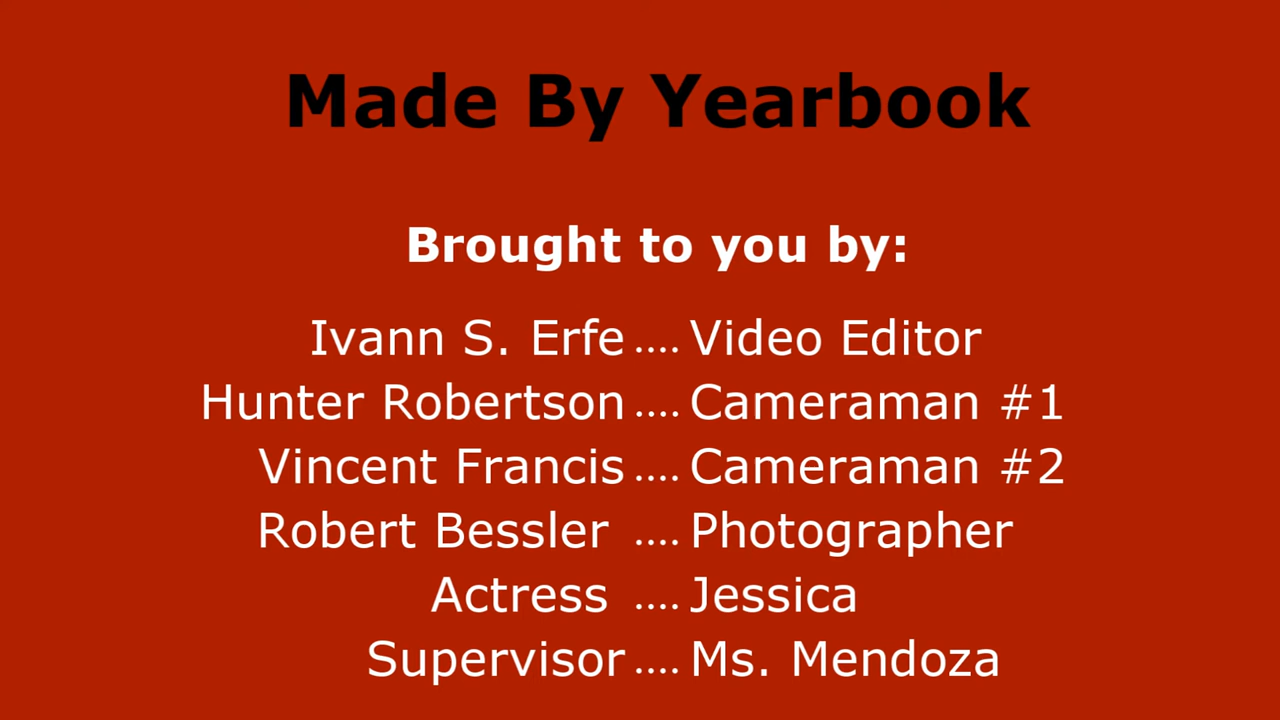 Made By Yearbook
Brought to you by:
Ivann S. Erfe .... Video Editor
Hunter Robertson .... Cameraman #1
Vincent Francis .... Cameraman #2
Robert Bessler .... Photographer
Actress .... Jessica
Supervisor .... Ms. Mendoza